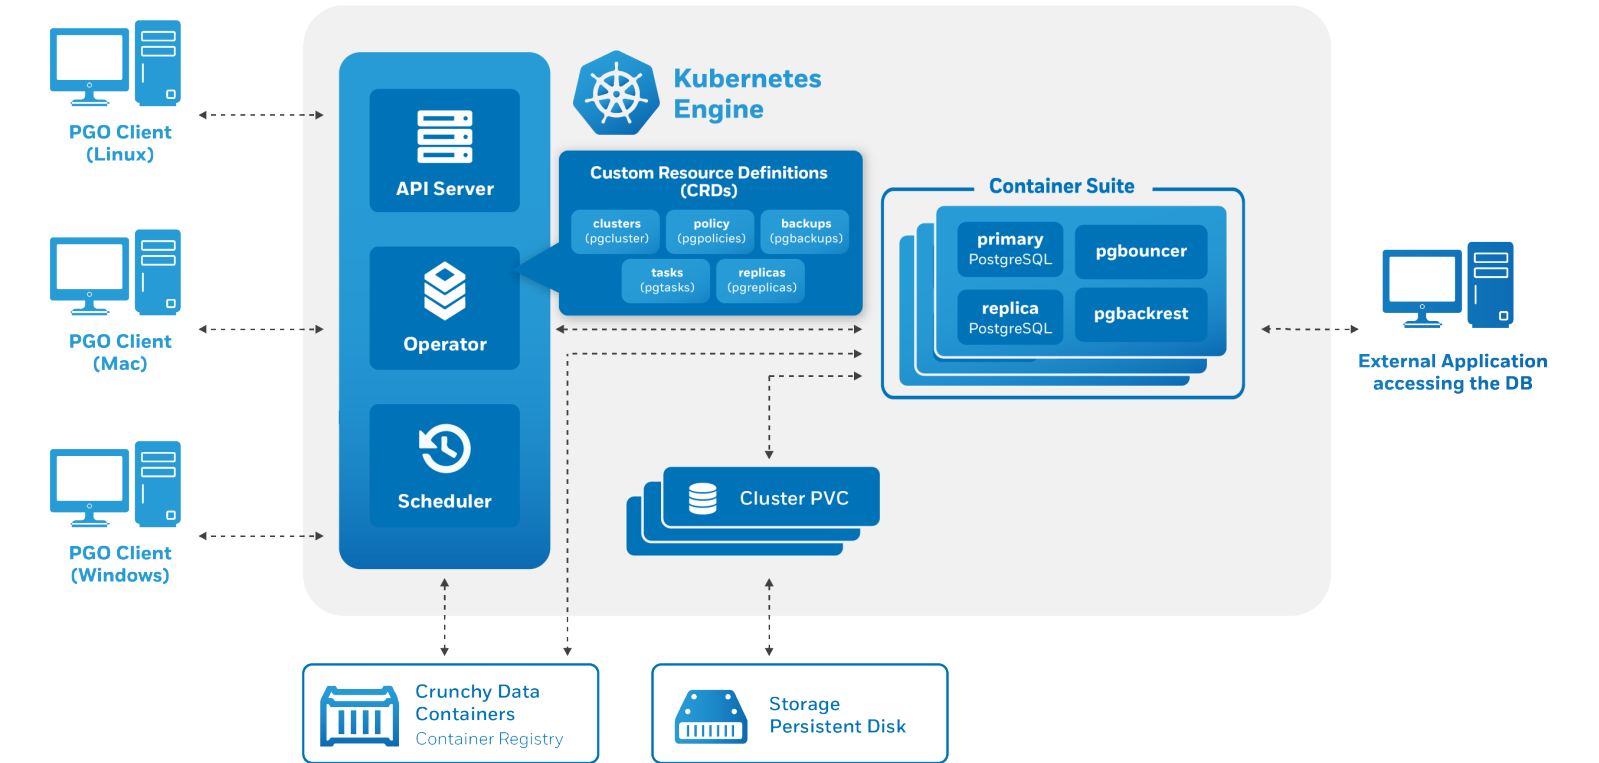 PGO Client
(Linux)
PGO Client
(Mac)
PGO Client
(Windows)
API Server
Operator
Scheduler
Kubernetes
Engine
Custom Resource Definitions
(CRDs)
clusters
(pgcluster)
policy
(pgpolicies)
backups
(pgbackups)
tasks
(pgtasks)
replicas
(pgreplicas)
Container Suite
primary
PostgreSQL
pgbouncer
replica
PostgreSQL
pgbackrest
External Application
accessing the DB
Cluster PVC
Crunchy Data
Containers
Container Registry
Storage
Persistent Disk